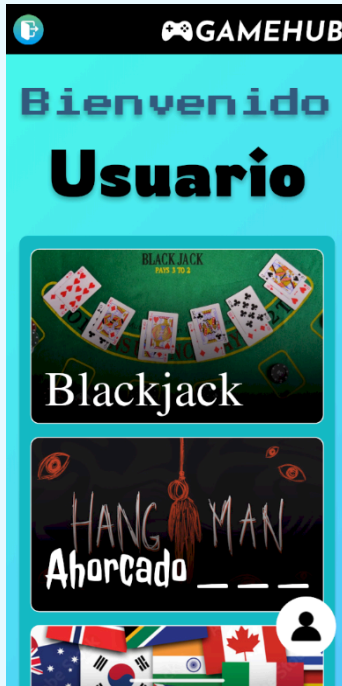 GAMEHUB
Bienvenido
Usuario
BLACK JACK
PAYS 3 TO 2
Blackjack
HANG MAN
Ahorcado _ _ _